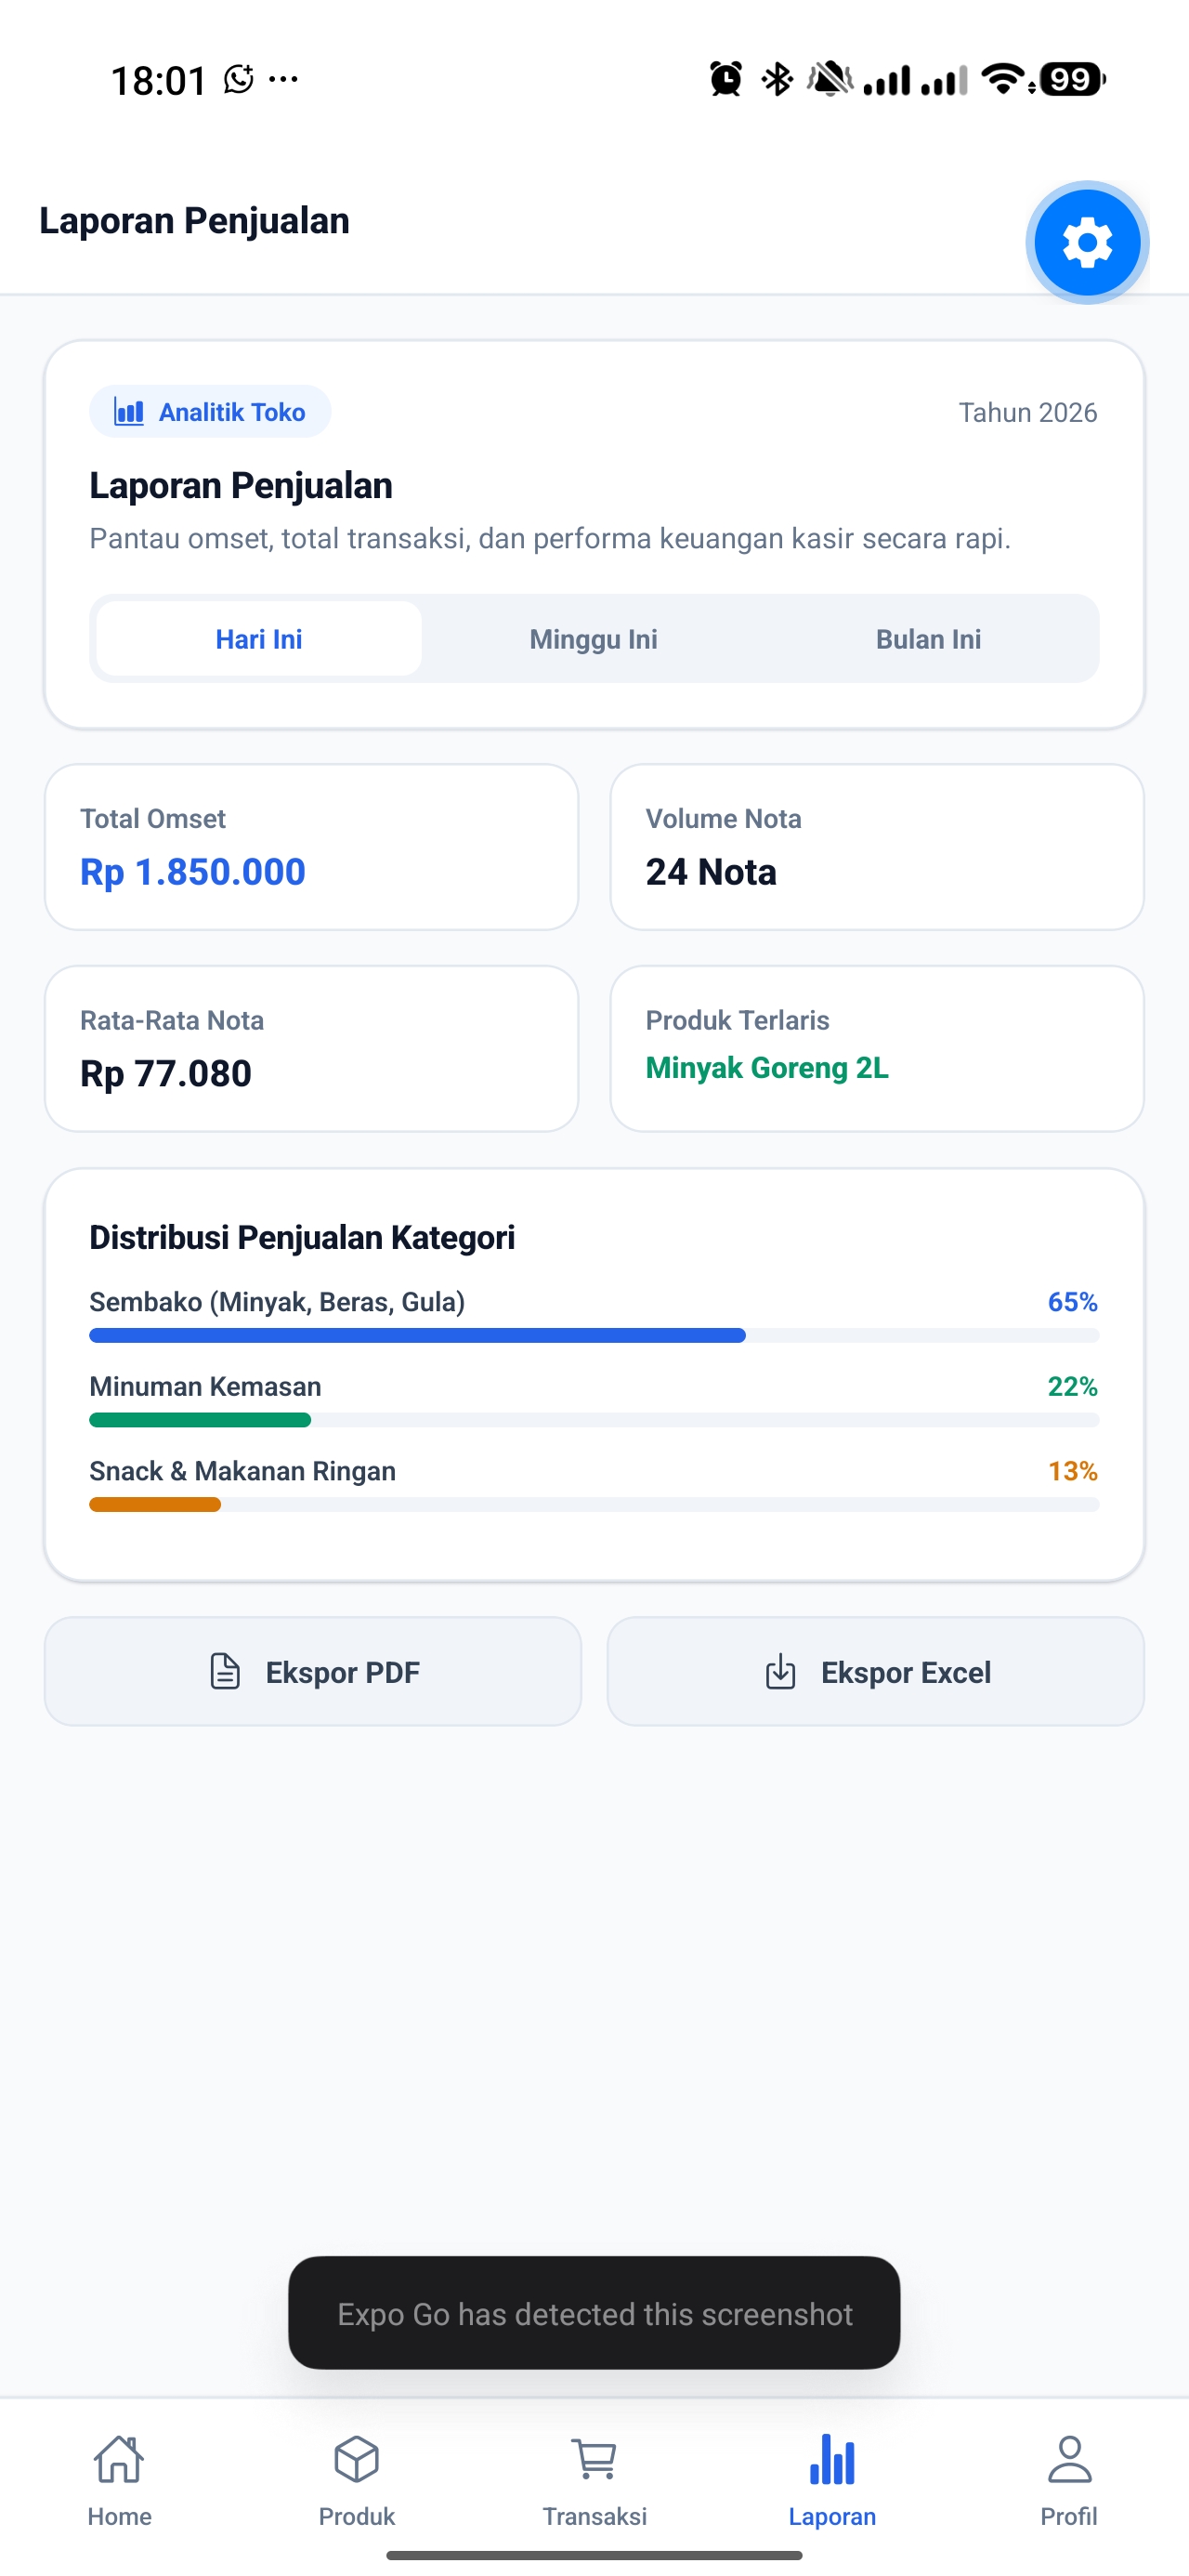 18:01
99
Laporan Penjualan
Analitik Toko
Tahun 2026
Laporan Penjualan
Pantau omset, total transaksi, dan performa keuangan kasir secara rapi.
Hari Ini
Minggu Ini
Bulan Ini
Total Omset
Rp 1.850.000
Volume Nota
24 Nota
Rata-Rata Nota
Rp 77.080
Produk Terlaris
Minyak Goreng 2L
Distribusi Penjualan Kategori
Sembako (Minyak, Beras, Gula)
65%
Minuman Kemasan
22%
Snack & Makanan Ringan
13%
Ekspor PDF
Ekspor Excel
Expo Go has detected this screenshot
Home
Produk
Transaksi
Laporan
Profil